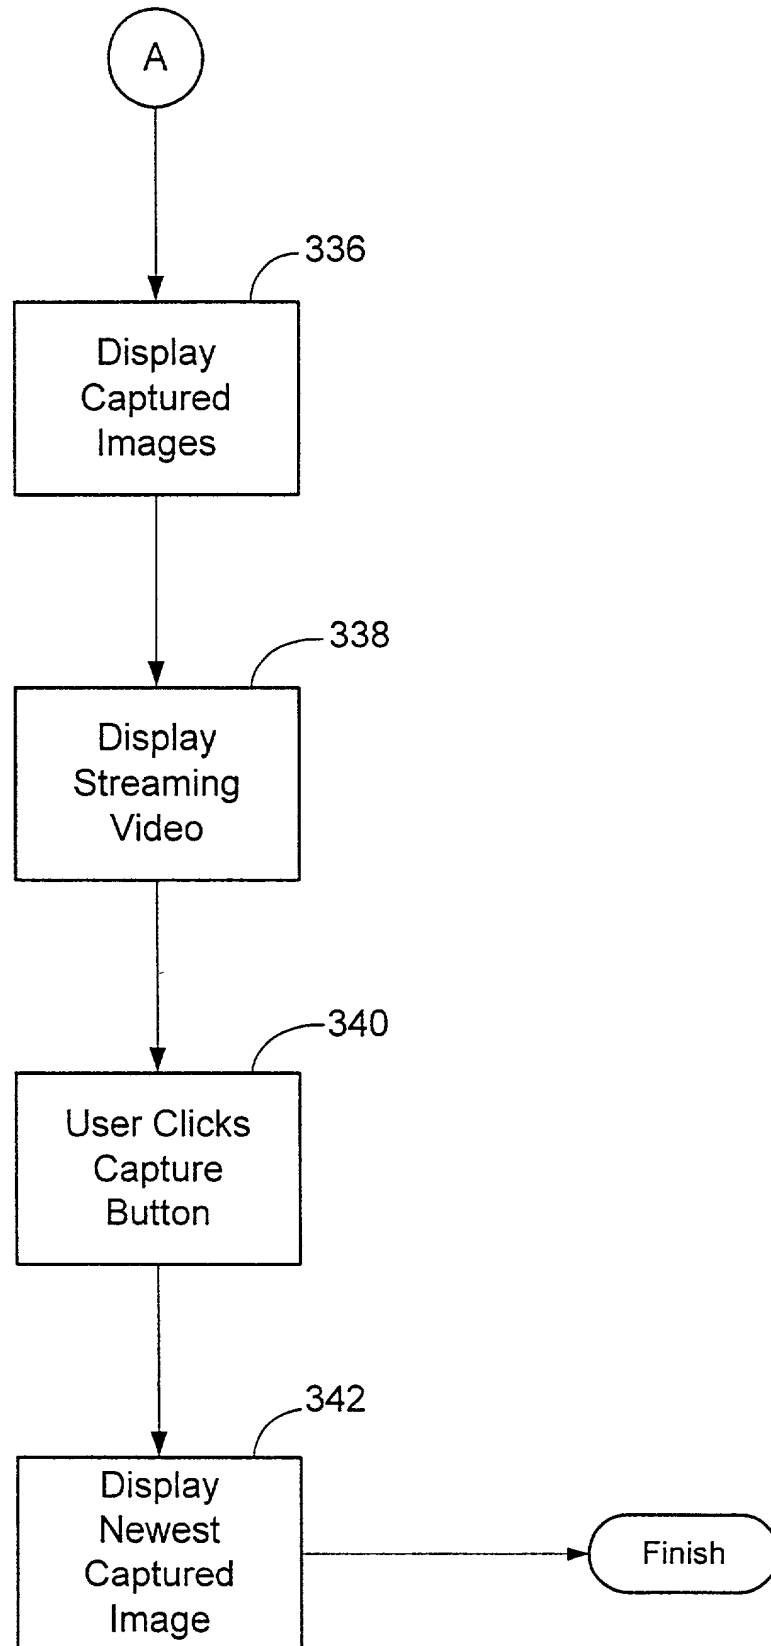 A
336
Display
Captured
Images
338
Display
Streaming
Video
340
User Clicks
Capture
Button
342
Display
Newest
Captured
Image
Finish